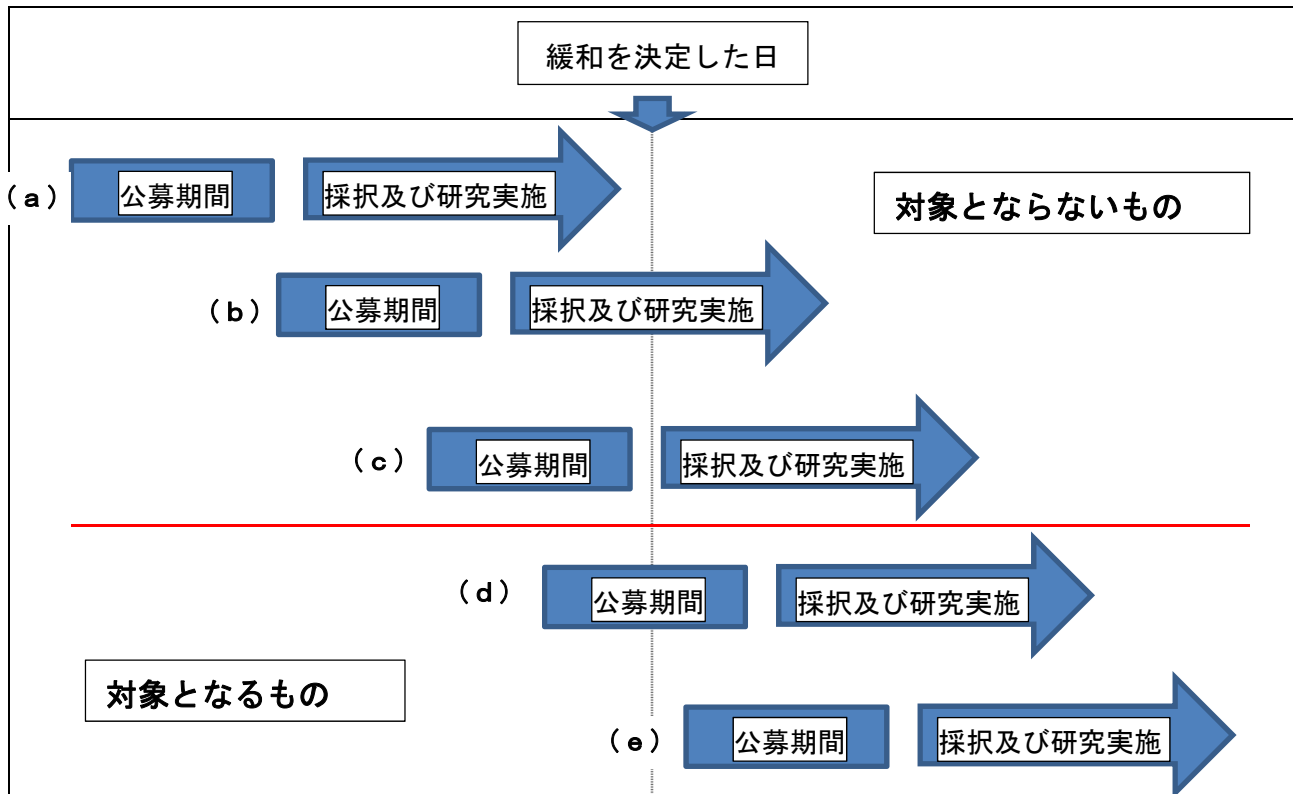 緩和を決定した日
（a）
公募期間
採択及び研究実施
対象とならないもの
（b）
公募期間
採択及び研究実施
（c）
公募期間
採択及び研究実施
（d）
公募期間
採択及び研究実施
対象となるもの
（e）
公募期間
採択及び研究実施